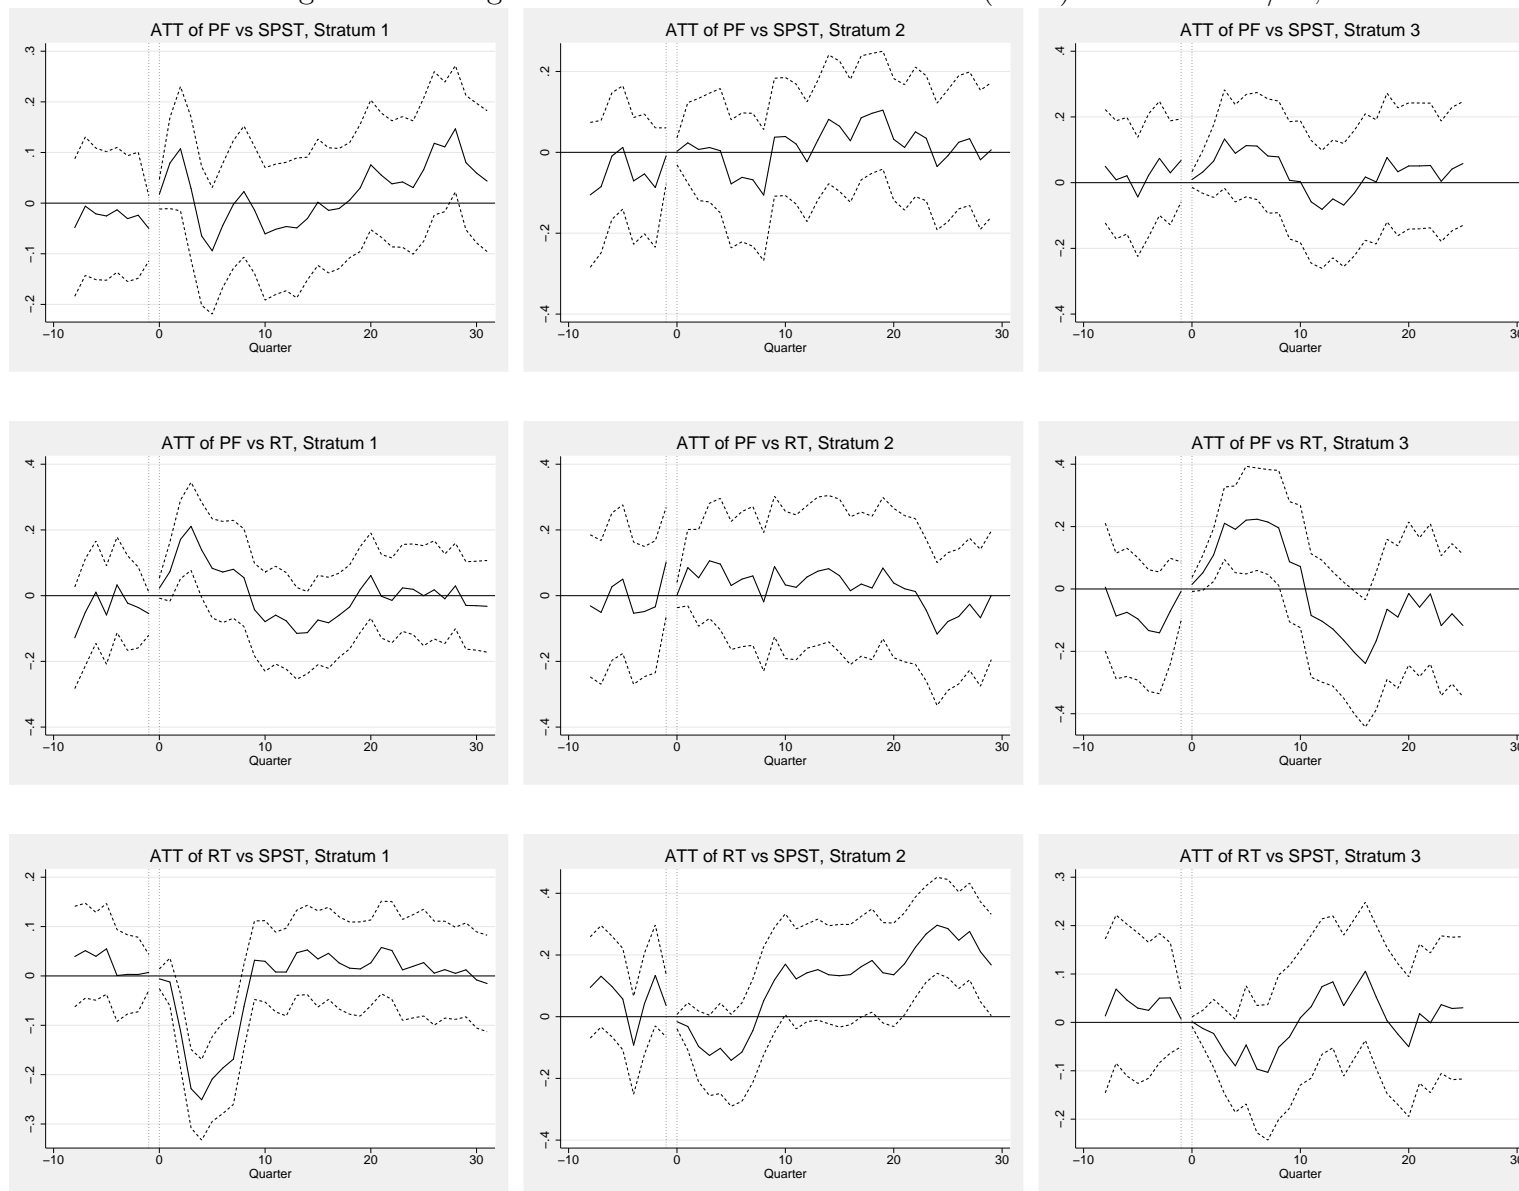 ATT of PF vs SPST, Stratum 1
.3
.2
.1
0
−.1
−.2
−10 0 10 20 30
Quarter
ATT of PF vs SPST, Stratum 2
.2
0
−.2
−.4
−10 0 10 20 30
Quarter
ATT of PF vs SPST, Stratum 3
.4
.2
0
−.2
−.4
−10 0 10 20
Quarter
ATT of PF vs RT, Stratum 1
.4
.2
0
−.2
−.4
−10 0 10 20 30
Quarter
ATT of PF vs RT, Stratum 2
.4
.2
0
−.2
−.4
−10 0 10 20 30
Quarter
ATT of PF vs RT, Stratum 3
.4
.2
0
−.2
−.4
−10 0 10 20
Quarter
ATT of RT vs SPST, Stratum 1
.2
.1
0
−.1
−.2
−.3
−10 0 10 20 30
Quarter
ATT of RT vs SPST, Stratum 2
.4
.2
0
−.2
−.4
−10 0 10 20 30
Quarter
ATT of RT vs SPST, Stratum 3
.3
.2
.1
0
−.1
−.2
−10 0 10 20
Quarter